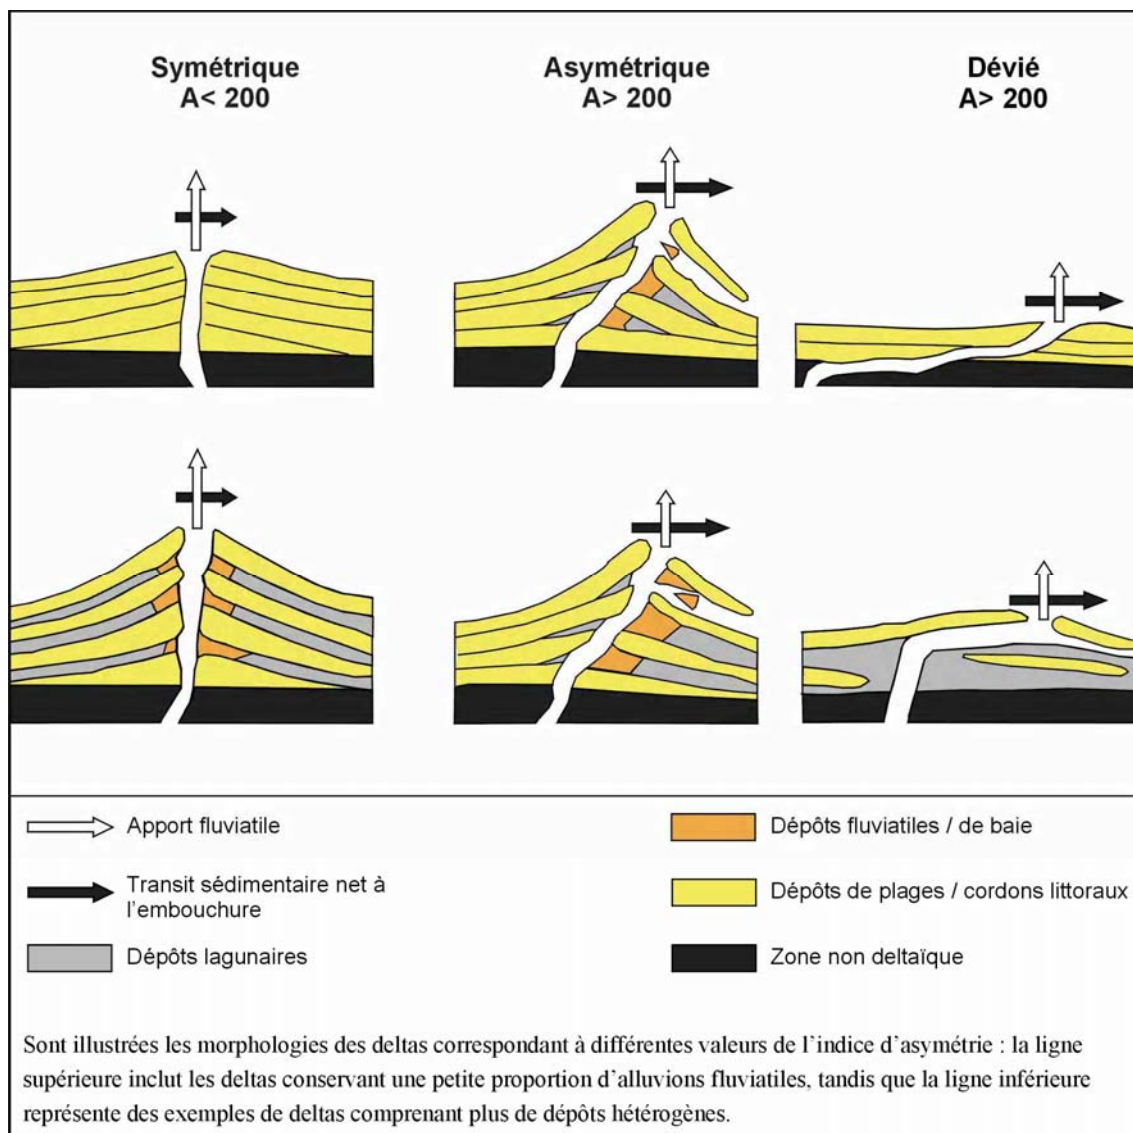 Symétrique
A< 200
Asymétrique
A> 200
Dévié
A> 200
Apport fluviatile
Transit sédimentaire net à
l'embouchure
Dépôts lagunaires
Dépôts fluviatiles / de baie
Dépôts de plages / cordons littoraux
Zone non deltaïque
Sont illustrées les morphologies des deltas correspondant à différentes valeurs de l'indice d'asymétrie : la ligne
supérieure inclut les deltas conservant une petite proportion d'alluvions fluviatiles, tandis que la ligne inférieure
représente des exemples de deltas comprenant plus de dépôts hétérogènes.